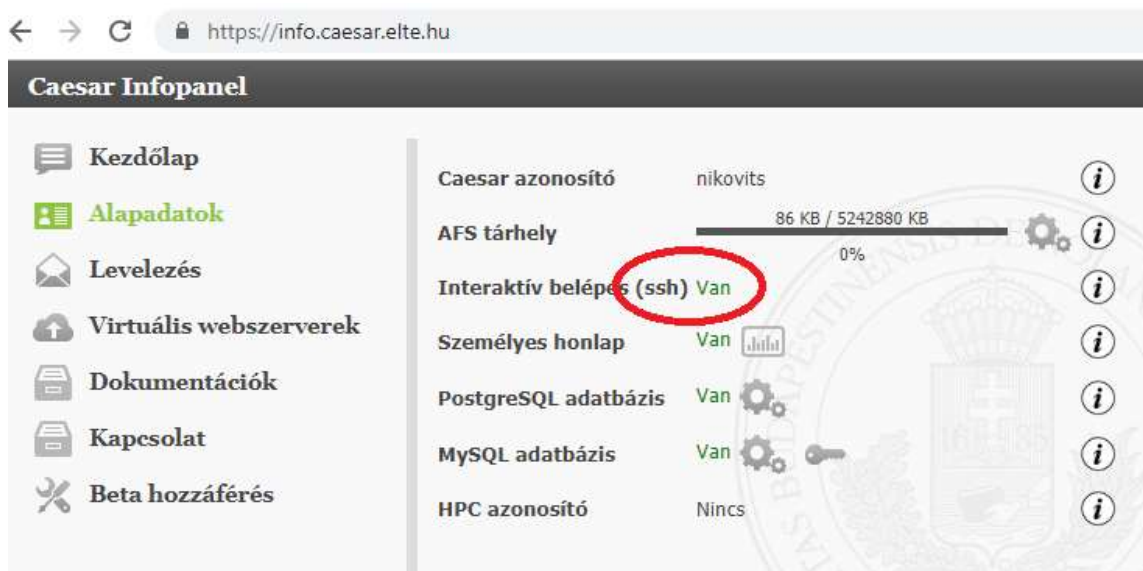 https://info.caesar.elte.hu
Caesar Infopanel
Kezdőlap
Alapadatok
Levelezés
Virtuális webszerverek
Dokumentációk
Kapcsolat
Beta hozzáférés
Caesar azonosító nikovits
AFS tárhely 86 KB / 5242880 KB
0%
Interaktív belépés (ssh) Van
Személyes honlap Van
PostgreSQL adatbázis Van
MySQL adatbázis Van
HPC azonosító Nincs